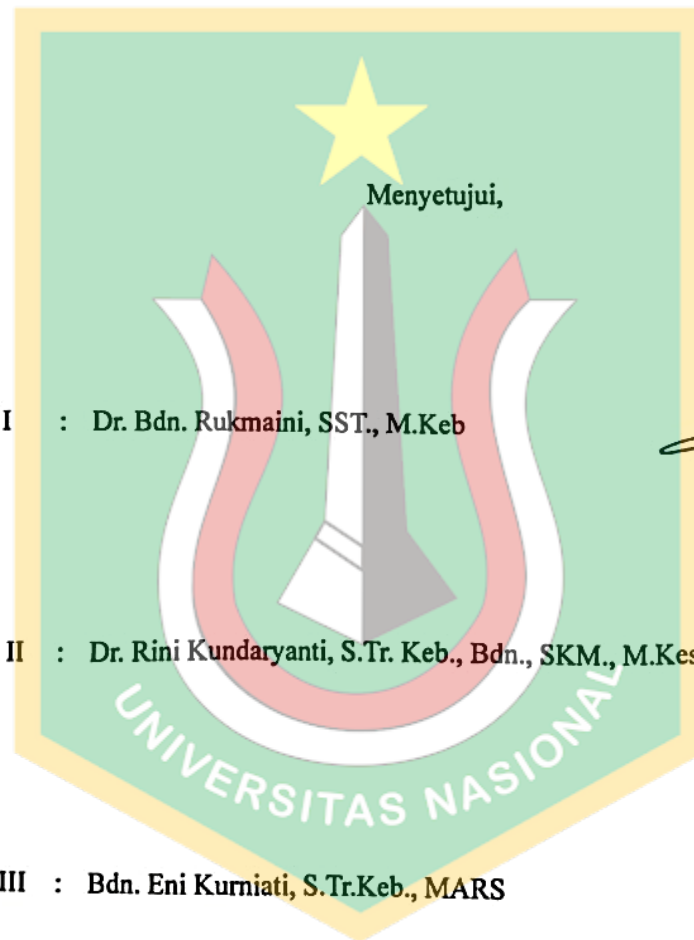 Menyetujui,
I : Dr. Bdn. Rukmaini, SST., M.Keb
II : Dr. Rini Kundaryanti, S.Tr. Keb., Bdn., SKM., M.Kes
UNIVERSITAS NASIONAL
III : Bdn. Eni Kurniati, S.Tr.Keb., MARS